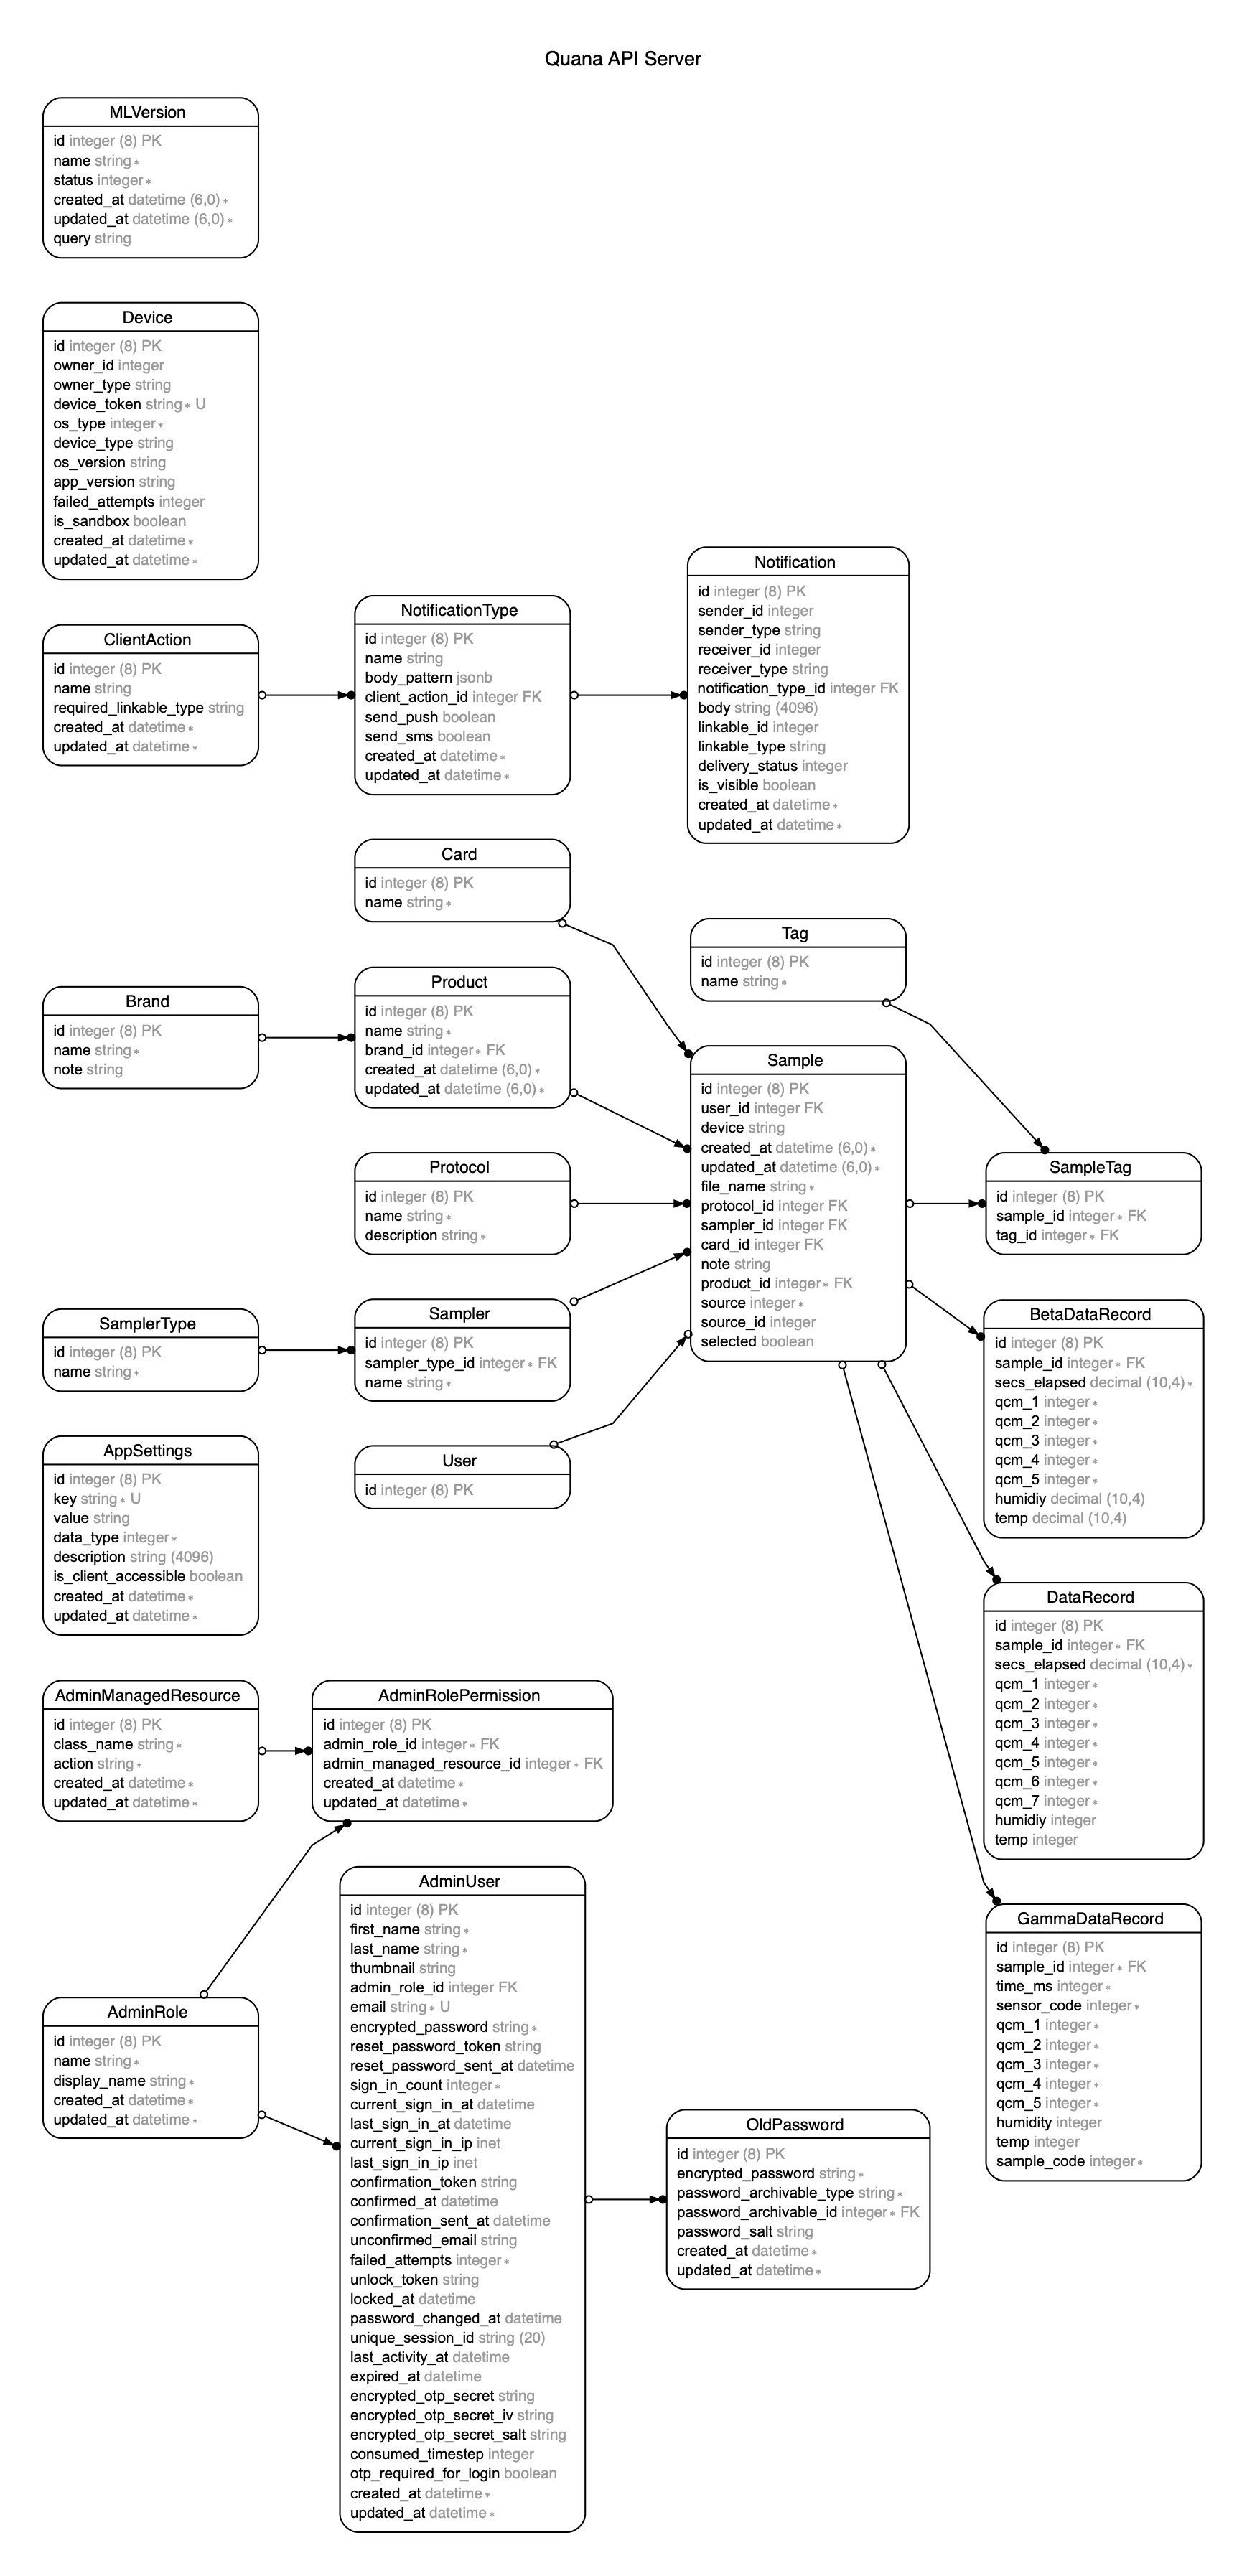 Quana API Server
MLVersion
id integer (8) PK
name string ∗
status integer ∗
created_at datetime (6,0) ∗
updated_at datetime (6,0) ∗
query string
Device
id integer (8) PK
owner_id integer
owner_type string
device_token string ∗ U
os_type integer ∗
device_type string
os_version string
app_version string
failed_attempts integer
is_sandbox boolean
created_at datetime ∗
updated_at datetime ∗
ClientAction
id integer (8) PK
name string
required_linkable_type string
created_at datetime ∗
updated_at datetime ∗
NotificationType
id integer (8) PK
name string
body_pattern jsonb
client_action_id integer FK
send_push boolean
send_sms boolean
created_at datetime ∗
updated_at datetime ∗
Notification
id integer (8) PK
sender_id integer
sender_type string
receiver_id integer
receiver_type string
notification_type_id integer FK
body string (4096)
linkable_id integer
linkable_type string
delivery_status integer
is_visible boolean
created_at datetime ∗
updated_at datetime ∗
Card
id integer (8) PK
name string ∗
Tag
id integer (8) PK
name string ∗
Brand
id integer (8) PK
name string ∗
note string
Product
id integer (8) PK
name string ∗
brand_id integer ∗ FK
created_at datetime (6,0) ∗
updated_at datetime (6,0) ∗
Sample
id integer (8) PK
user_id integer FK
device string
created_at datetime (6,0) ∗
updated_at datetime (6,0) ∗
file_name string ∗
protocol_id integer FK
sampler_id integer FK
card_id integer FK
note string
product_id integer ∗ FK
source integer ∗
source_id integer
selected boolean
Protocol
id integer (8) PK
name string ∗
description string ∗
SampleTag
id integer (8) PK
sample_id integer ∗ FK
tag_id integer ∗ FK
SamplerType
id integer (8) PK
name string ∗
Sampler
id integer (8) PK
sampler_type_id integer ∗ FK
name string ∗
BetaDataRecord
id integer (8) PK
sample_id integer ∗ FK
secs_elapsed decimal (10,4) ∗
qcm_1 integer ∗
qcm_2 integer ∗
qcm_3 integer ∗
qcm_4 integer ∗
qcm_5 integer ∗
humidiy decimal (10,4)
temp decimal (10,4)
AppSettings
id integer (8) PK
key string ∗ U
value string
data_type integer ∗
description string (4096)
is_client_accessible boolean
created_at datetime ∗
updated_at datetime ∗
User
id integer (8) PK
DataRecord
id integer (8) PK
sample_id integer ∗ FK
secs_elapsed decimal (10,4) ∗
qcm_1 integer ∗
qcm_2 integer ∗
qcm_3 integer ∗
qcm_4 integer ∗
qcm_5 integer ∗
qcm_6 integer ∗
qcm_7 integer ∗
humidiy integer
temp integer
AdminManagedResource
id integer (8) PK
class_name string ∗
action string ∗
created_at datetime ∗
updated_at datetime ∗
AdminRolePermission
id integer (8) PK
admin_role_id integer ∗ FK
admin_managed_resource_id integer ∗ FK
created_at datetime ∗
updated_at datetime ∗
AdminUser
id integer (8) PK
first_name string ∗
last_name string ∗
thumbnail string
admin_role_id integer FK
email string ∗ U
encrypted_password string ∗
reset_password_token string
reset_password_sent_at datetime
sign_in_count integer ∗
current_sign_in_at datetime
last_sign_in_at datetime
current_sign_in_ip inet
last_sign_in_ip inet
confirmation_token string
confirmed_at datetime
confirmation_sent_at datetime
unconfirmed_email string
failed_attempts integer ∗
unlock_token string
locked_at datetime
password_changed_at datetime
unique_session_id string (20)
last_activity_at datetime
expired_at datetime
encrypted_otp_secret string
encrypted_otp_secret_iv string
encrypted_otp_secret_salt string
consumed_timestep integer
otp_required_for_login boolean
created_at datetime ∗
updated_at datetime ∗
GammaDataRecord
id integer (8) PK
sample_id integer ∗ FK
time_ms integer ∗
sensor_code integer ∗
qcm_1 integer ∗
qcm_2 integer ∗
qcm_3 integer ∗
qcm_4 integer ∗
qcm_5 integer ∗
humidity integer
temp integer
sample_code integer ∗
AdminRole
id integer (8) PK
name string ∗
display_name string ∗
created_at datetime ∗
updated_at datetime ∗
OldPassword
id integer (8) PK
encrypted_password string ∗
password_archivable_type string ∗
password_archivable_id integer ∗ FK
password_salt string
created_at datetime ∗
updated_at datetime ∗